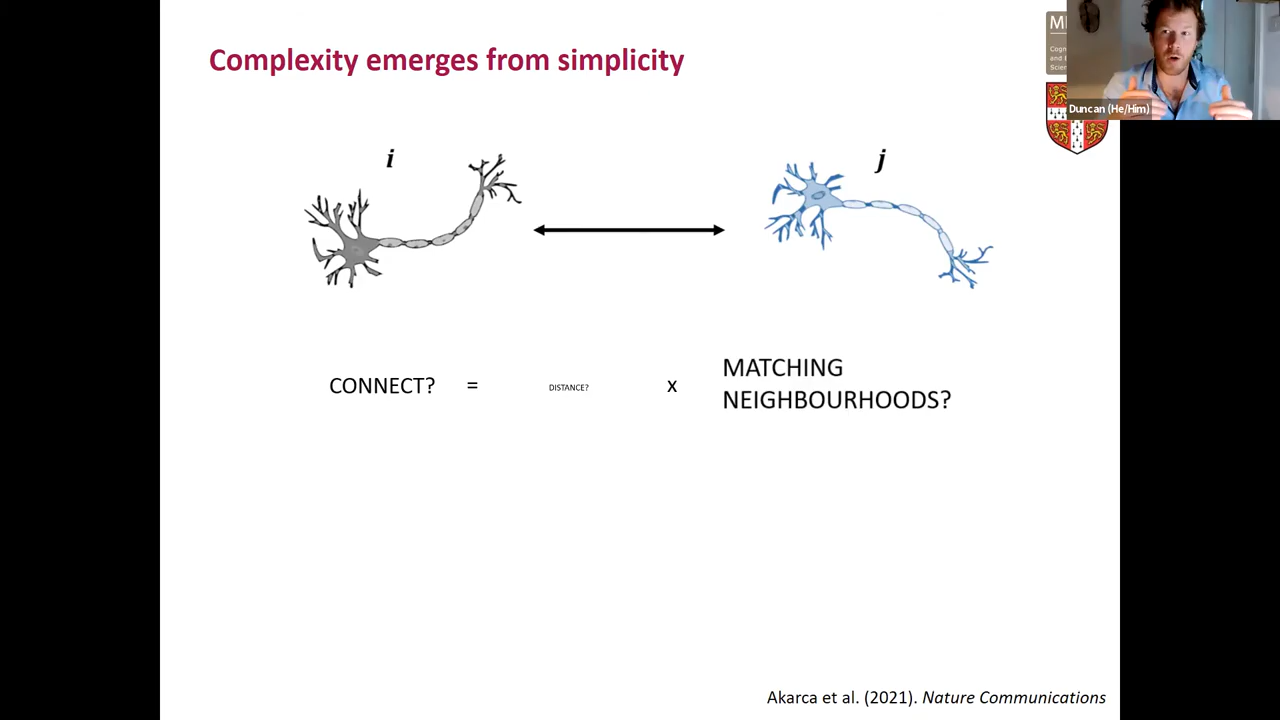 Complexity emerges from simplicity
Duncan (He/Him)
i
j
CONNECT? = DISTANCE? x MATCHING
NEIGHBOURHOODS?
Akarca et al. (2021). Nature Communications